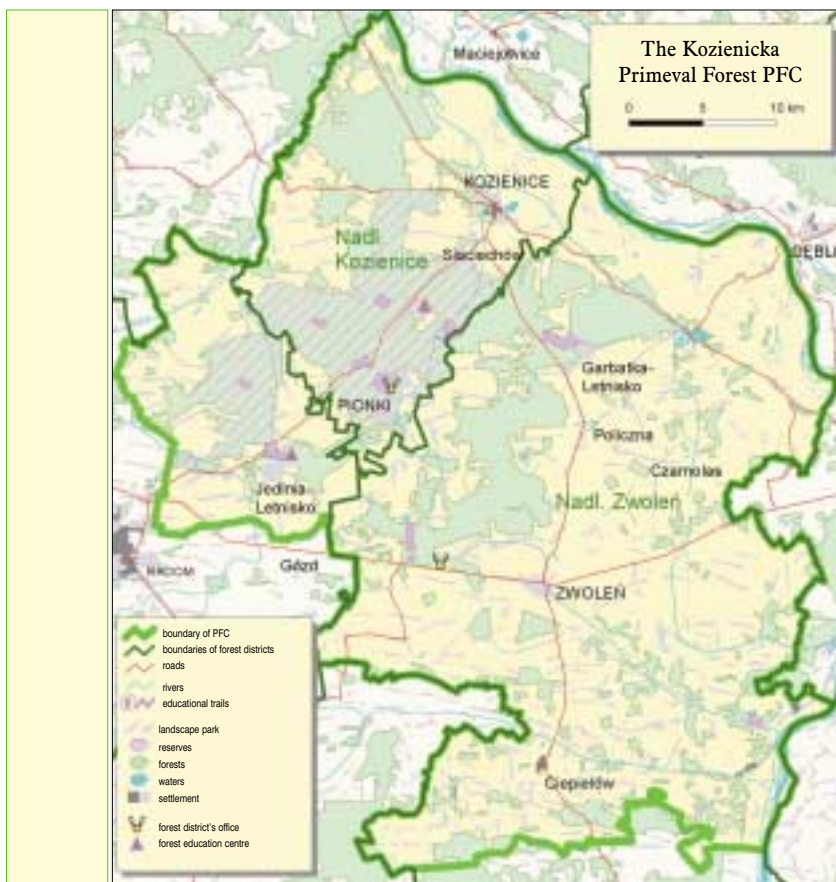 The Kozienicka
Primeval Forest PFC
0 5 10 km
Maciejowice
KOZIENICE
Nadl.
Kozienice
Sieciechów
DĘBLI
Garbatka-
Letnisko
PIONKI
Policzna
Czarnolas
Jedlnia-
Letnisko
Nadl. Zwoleń
Gózd
RADOM
ZWOLEŃ
Ciepielów
boundary of PFC
boundaries of forest districts
roads
rivers
educational trails
landscape park
reserves
forests
waters
settlement
forest district's office
forest education centre